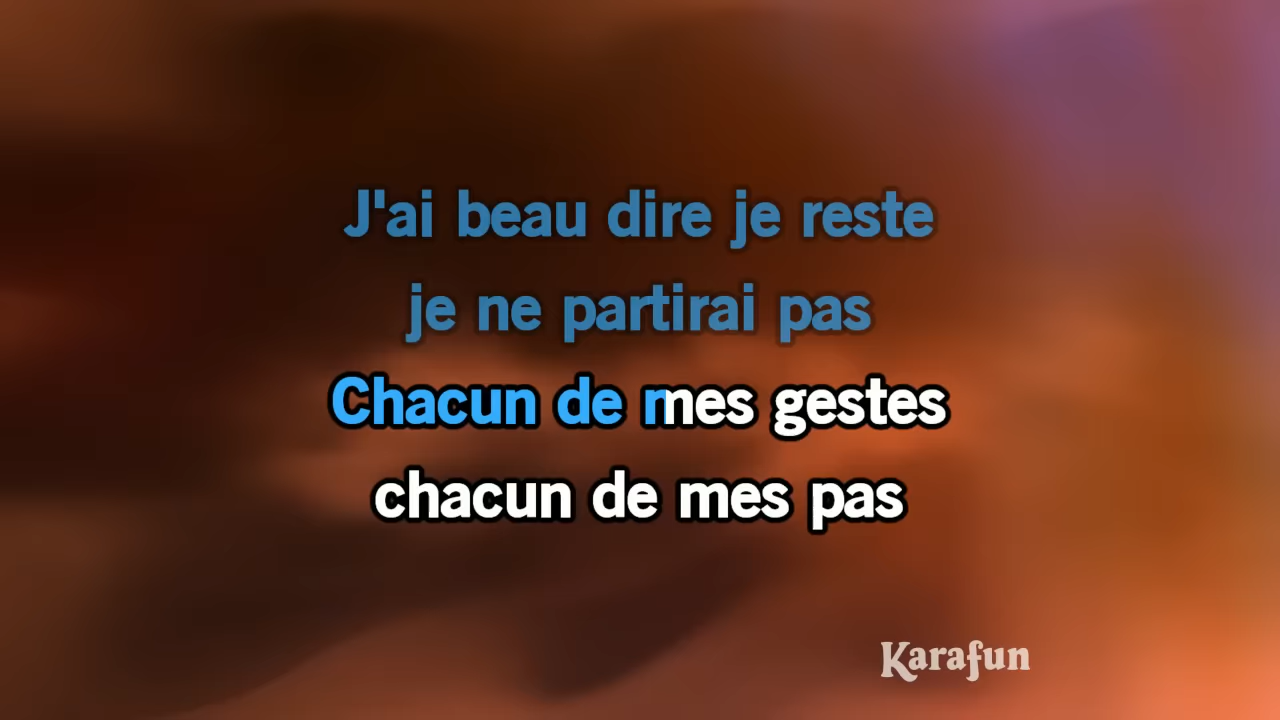 J'ai beau dire je reste
je ne partirai pas
Chacun de mes gestes
chacun de mes pas
Karafun